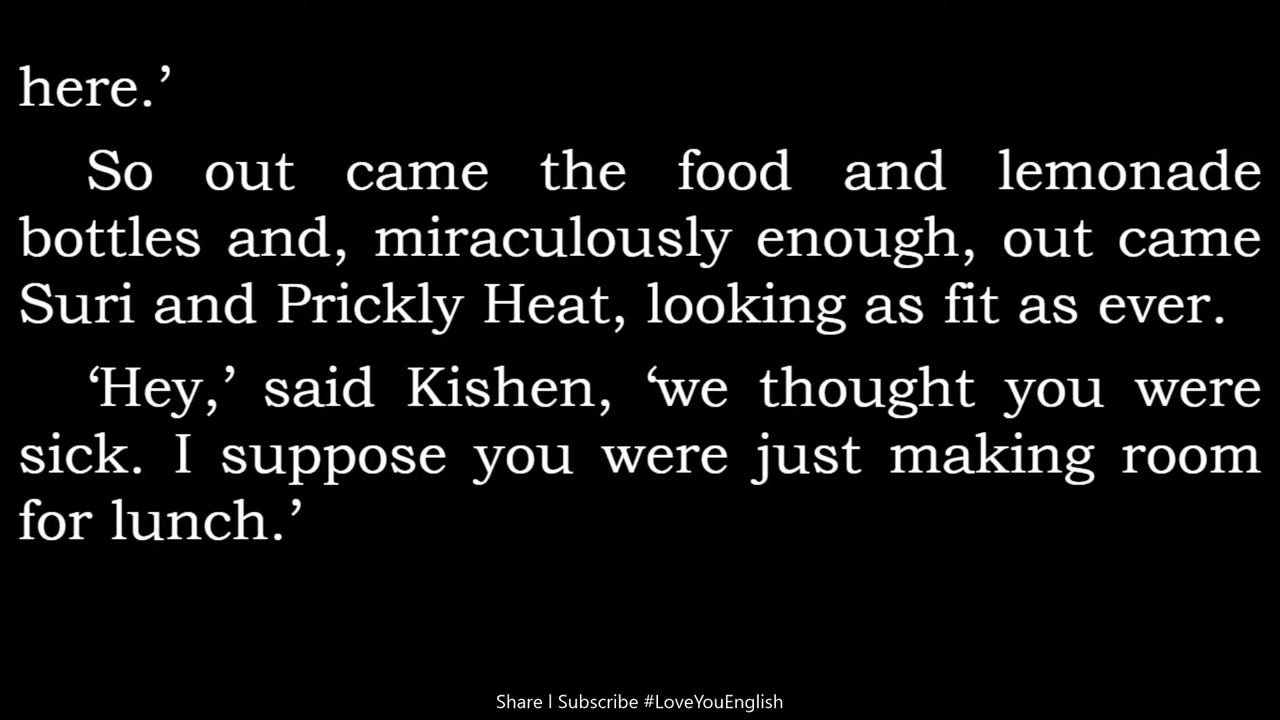 here.’
So out came the food and lemonade
bottles and, miraculously enough, out came
Suri and Prickly Heat, looking as fit as ever.
‘Hey,’ said Kishen, ‘we thought you were
sick. I suppose you were just making room
for lunch.’
Share | Subscribe #LoveYouEnglish